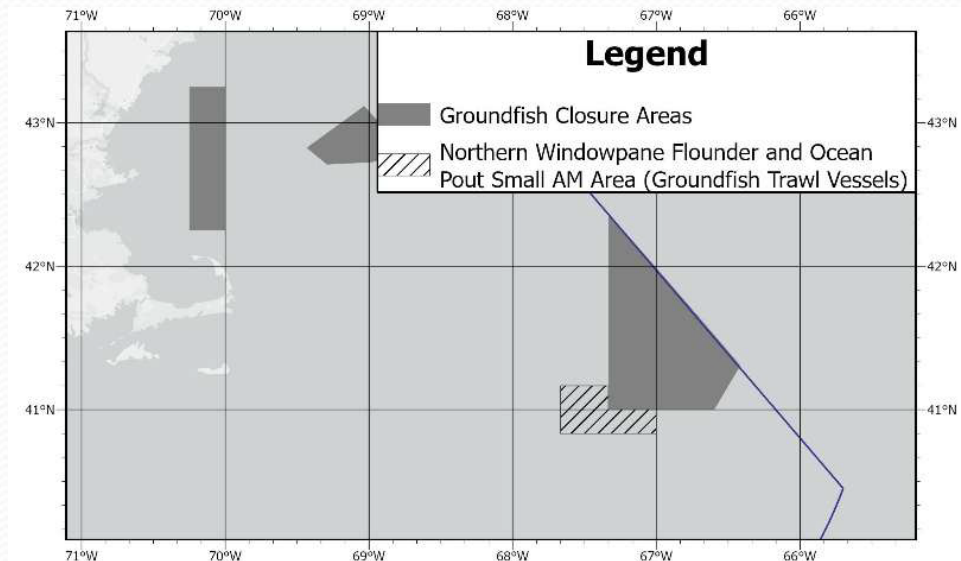 71°W 70°W 69°W 68°W 67°W 66°W
Legend
Groundfish Closure Areas
Northern Windowpane Flounder and Ocean
Pout Small AM Area (Groundfish Trawl Vessels)
43°N 43°N
42°N 42°N
41°N 41°N
71°W 70°W 69°W 68°W 67°W 66°W